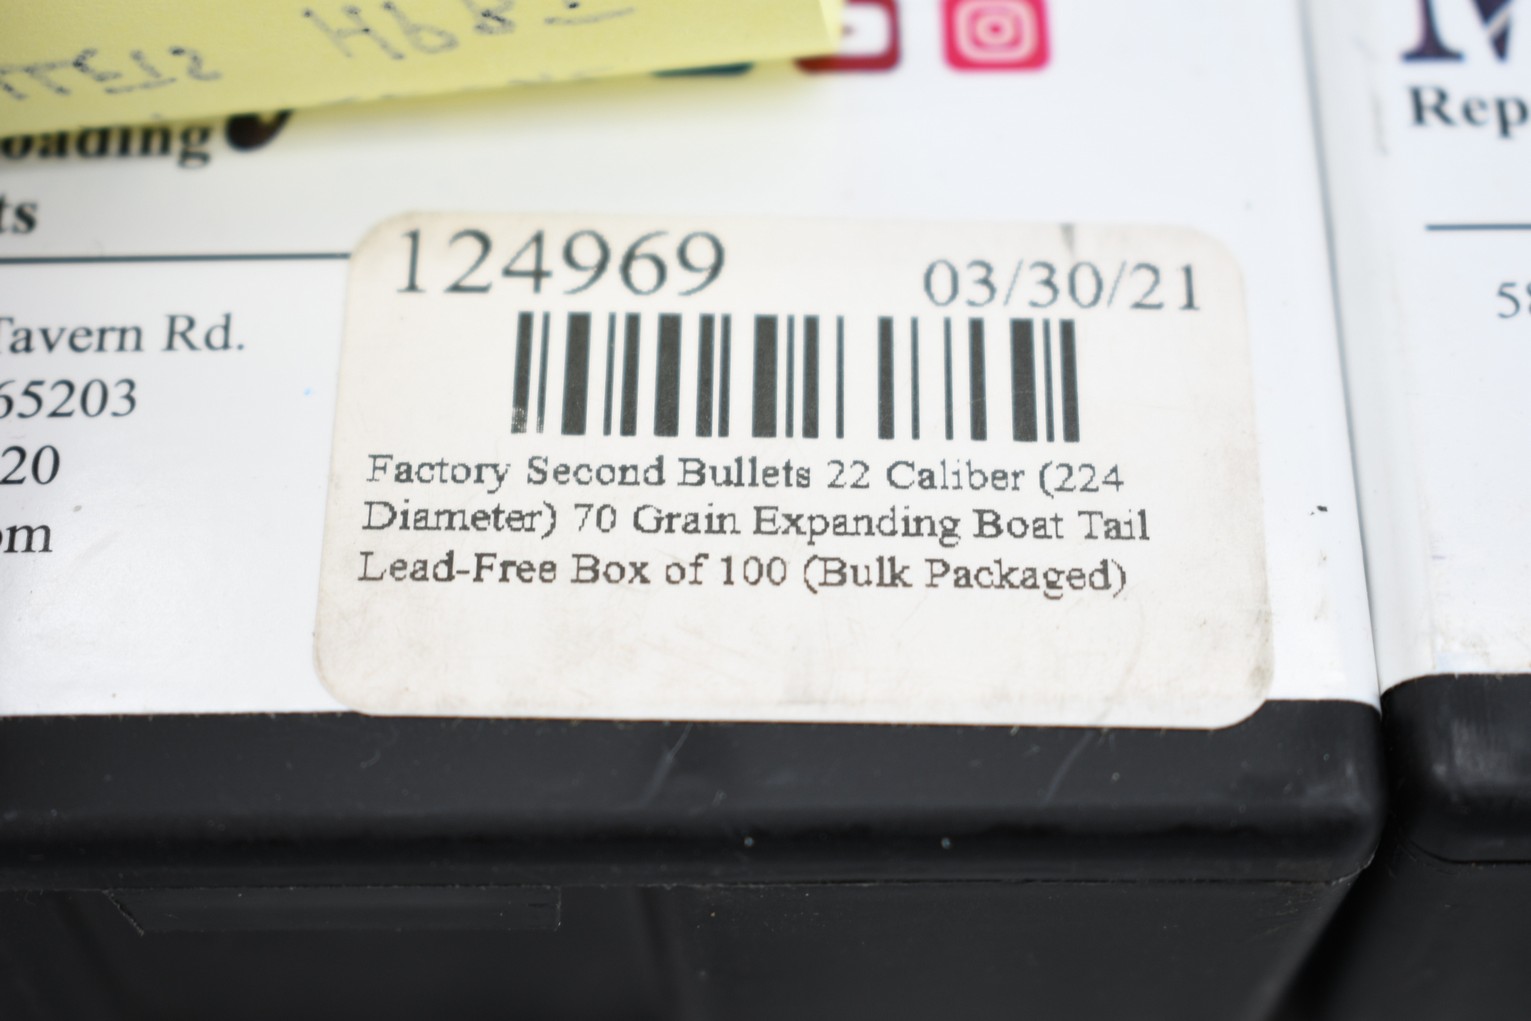 oading
ts
Tavern Rd.
65203
20
om
124969
03/30/21
Factory Second Bullets 22 Caliber (224
Diameter) 70 Grain Expanding Boat Tail
Lead-Free Box of 100 (Bulk Packaged)
M
Rep
58